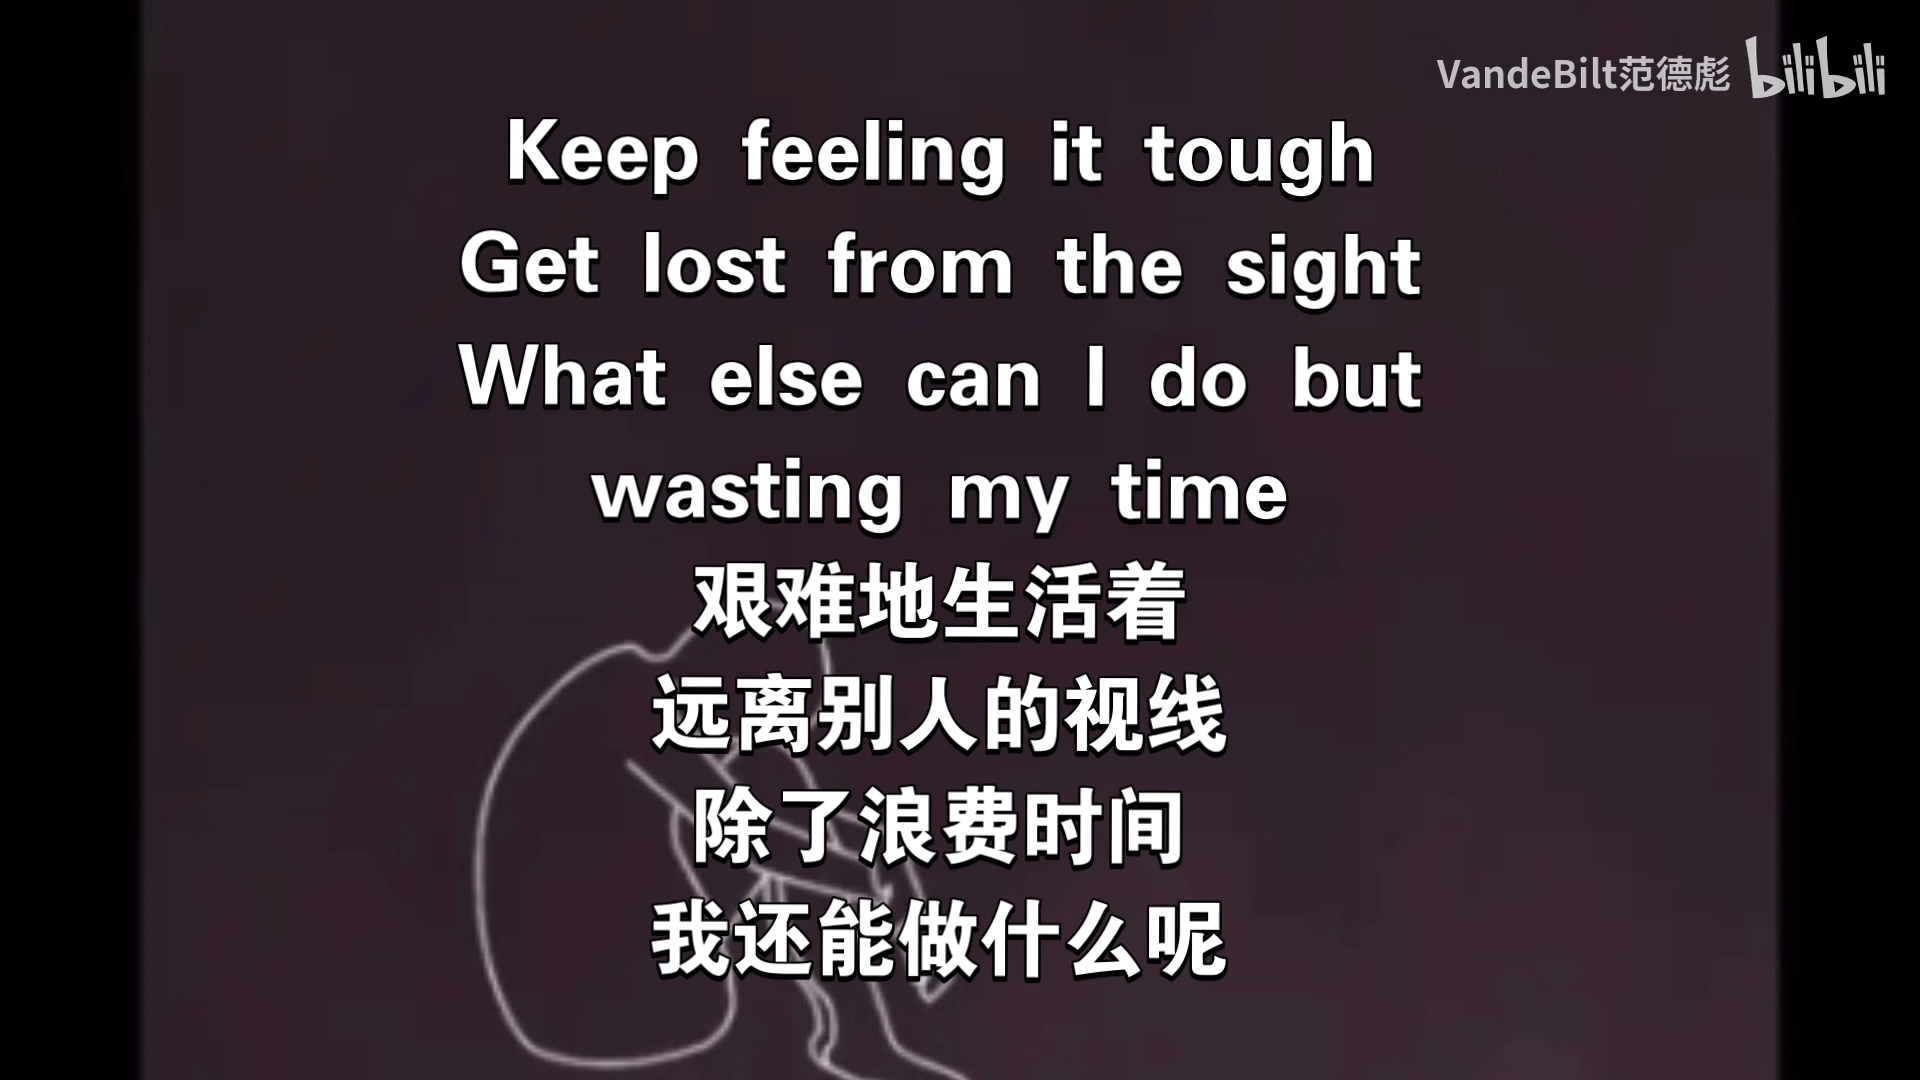 VandeBilt范德彪 bilibili
Keep feeling it tough
Get lost from the sight
What else can I do but
wasting my time
艰难地生活着
远离别人的视线
除了浪费时间
我还能做什么呢